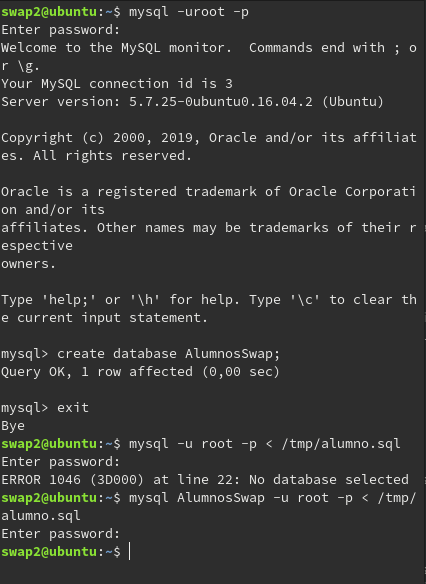 swap2@ubuntu:~$ mysql -uroot -p
Enter password:
Welcome to the MySQL monitor.  Commands end with ; o
r \g.
Your MySQL connection id is 3
Server version: 5.7.25-0ubuntu0.16.04.2 (Ubuntu)

Copyright (c) 2000, 2019, Oracle and/or its affiliat
es. All rights reserved.

Oracle is a registered trademark of Oracle Corporati
on and/or its
affiliates. Other names may be trademarks of their r
espective
owners.

Type 'help;' or '\h' for help. Type '\c' to clear th
e current input statement.

mysql> create database AlumnosSwap;
Query OK, 1 row affected (0,00 sec)

mysql> exit
Bye
swap2@ubuntu:~$ mysql -u root -p < /tmp/alumno.sql
Enter password:
ERROR 1046 (3D000) at line 22: No database selected
swap2@ubuntu:~$ mysql AlumnosSwap -u root -p < /tmp/
alumno.sql
Enter password:
swap2@ubuntu:~$